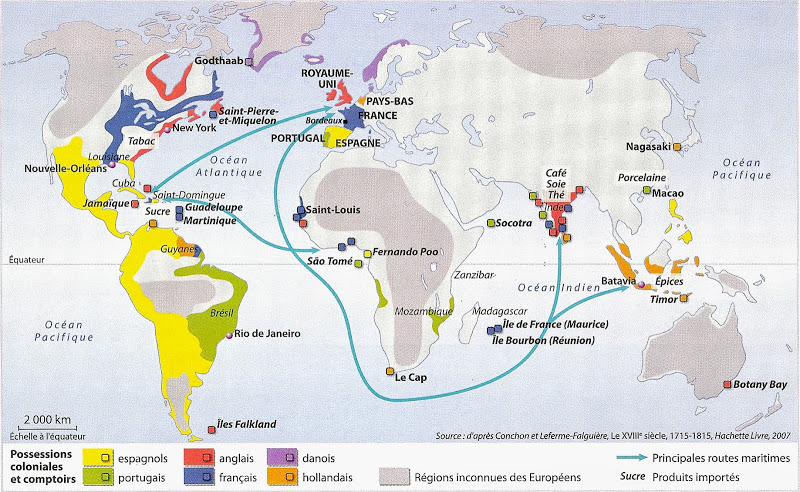 Godthaab
ROYAUME-
UNI
PAYS-BAS
FRANCE
Bordeaux
PORTUGAL
ESPAGNE
Saint-Pierre-
et-Miquelon
New York
Tabac
Louisiane
Nouvelle-Orléans
Océan
Atlantique
Cuba
Saint-Domingue
Jamaïque
Sucre
Guadeloupe
Martinique
Saint-Louis
Guyanes
Équateur
São Tomé
Fernando Poo
Brésil
Rio de Janeiro
Océan
Pacifique
Îles Falkland
Le Cap
Mozambique
Zanzibar
Madagascar
Île de France (Maurice)
Île Bourbon (Réunion)
Océan Indien
Socotra
Café
Soie
Thé
Inde
Porcelaine
Macao
Nagasaki
Océan
Pacifique
Batavia
Épices
Timor
Botany Bay
2 000 km
Échelle à l'équateur
Source : d'après Conchon et Leferme-Falguière, Le XVIIIe siècle, 1715-1815, Hachette Livre, 2007
Possessions
coloniales
et comptoirs
espagnols
portugais
anglais
français
danois
hollandais
Régions inconnues des Européens
Principales routes maritimes
Sucre Produits importés